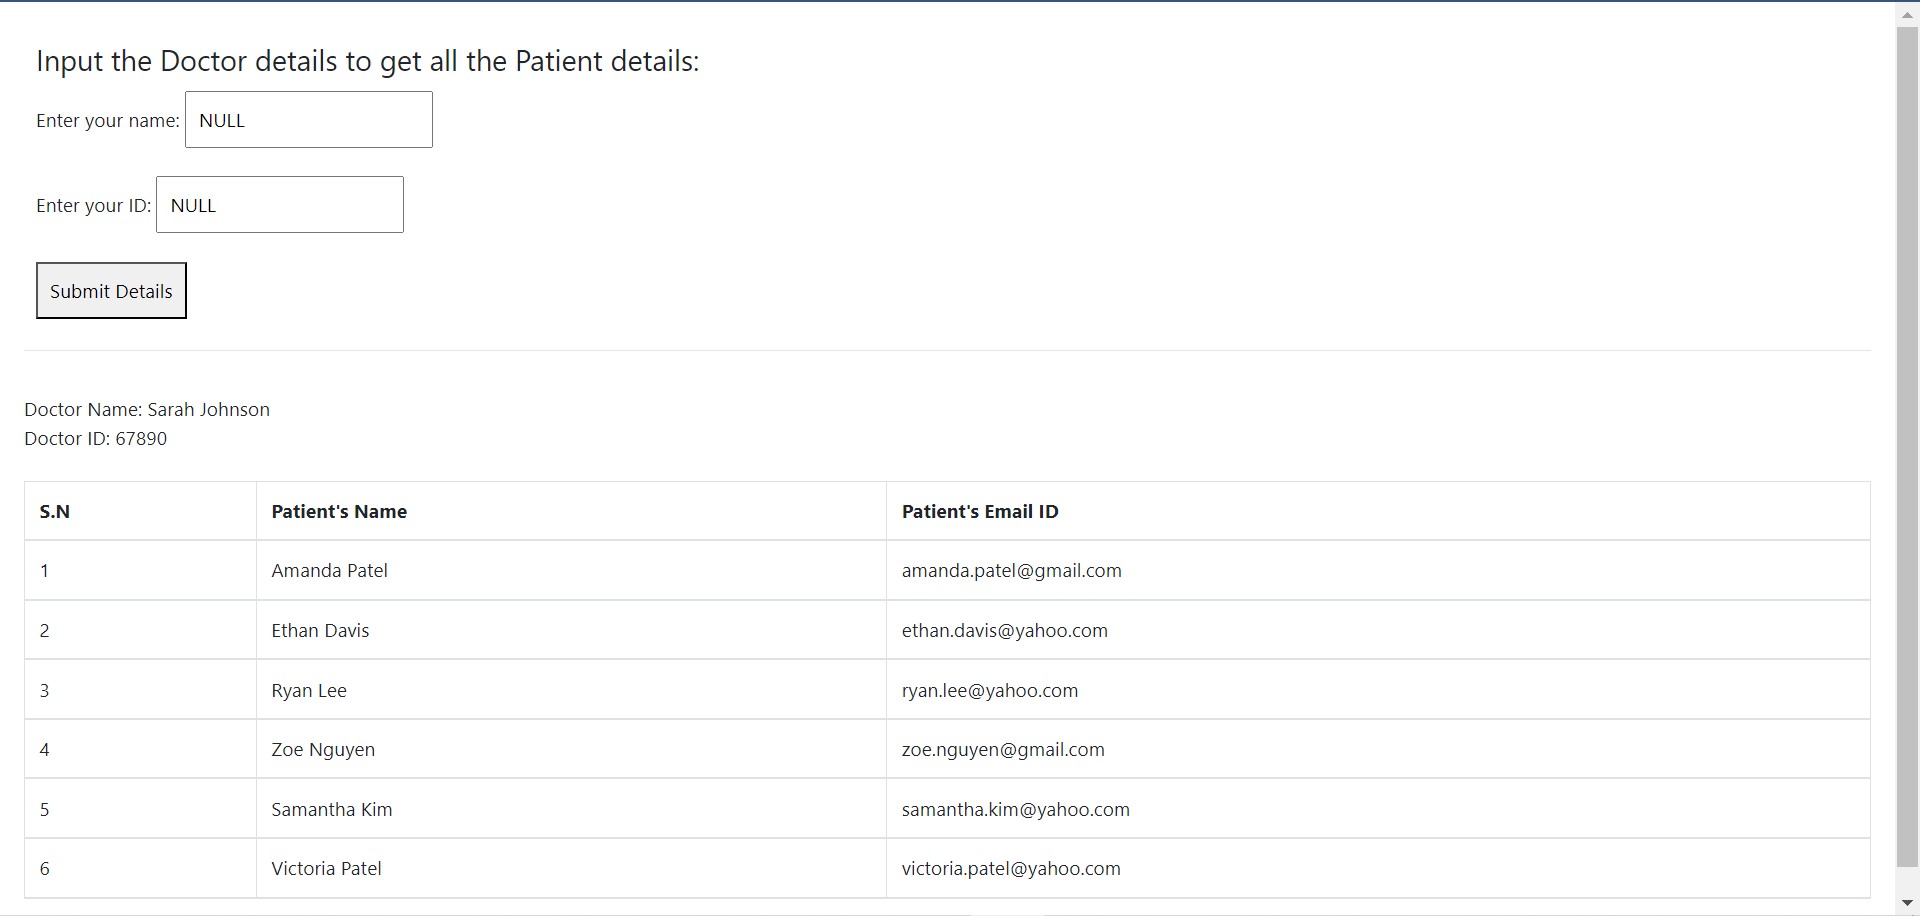 Input the Doctor details to get all the Patient details:
Enter your name: NULL
Enter your ID: NULL
Submit Details
Doctor Name: Sarah Johnson
Doctor ID: 67890
S.N Patient's Name Patient's Email ID
1 Amanda Patel amanda.patel@gmail.com
2 Ethan Davis ethan.davis@yahoo.com
3 Ryan Lee ryan.lee@yahoo.com
4 Zoe Nguyen zoe.nguyen@gmail.com
5 Samantha Kim samantha.kim@yahoo.com
6 Victoria Patel victoria.patel@yahoo.com